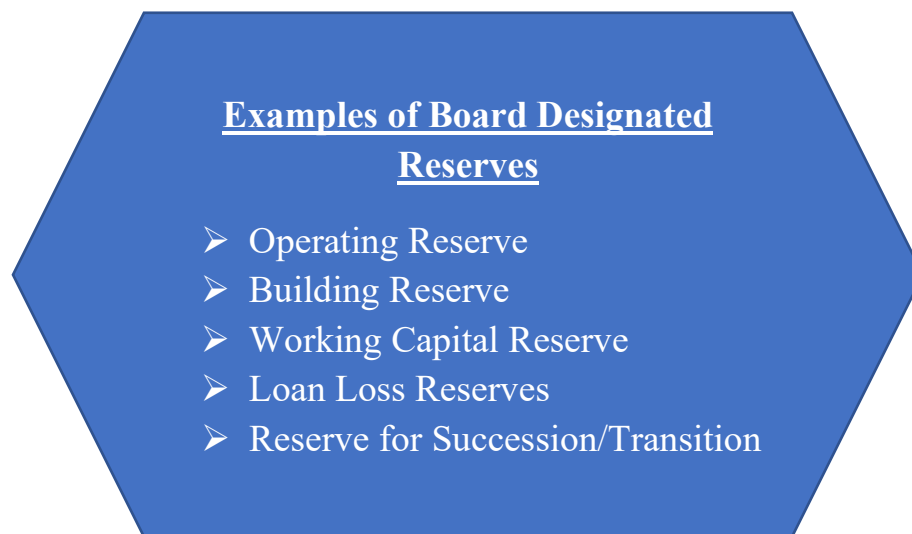 Examples of Board Designated
Reserves
➢ Operating Reserve
➢ Building Reserve
➢ Working Capital Reserve
➢ Loan Loss Reserves
➢ Reserve for Succession/Transition